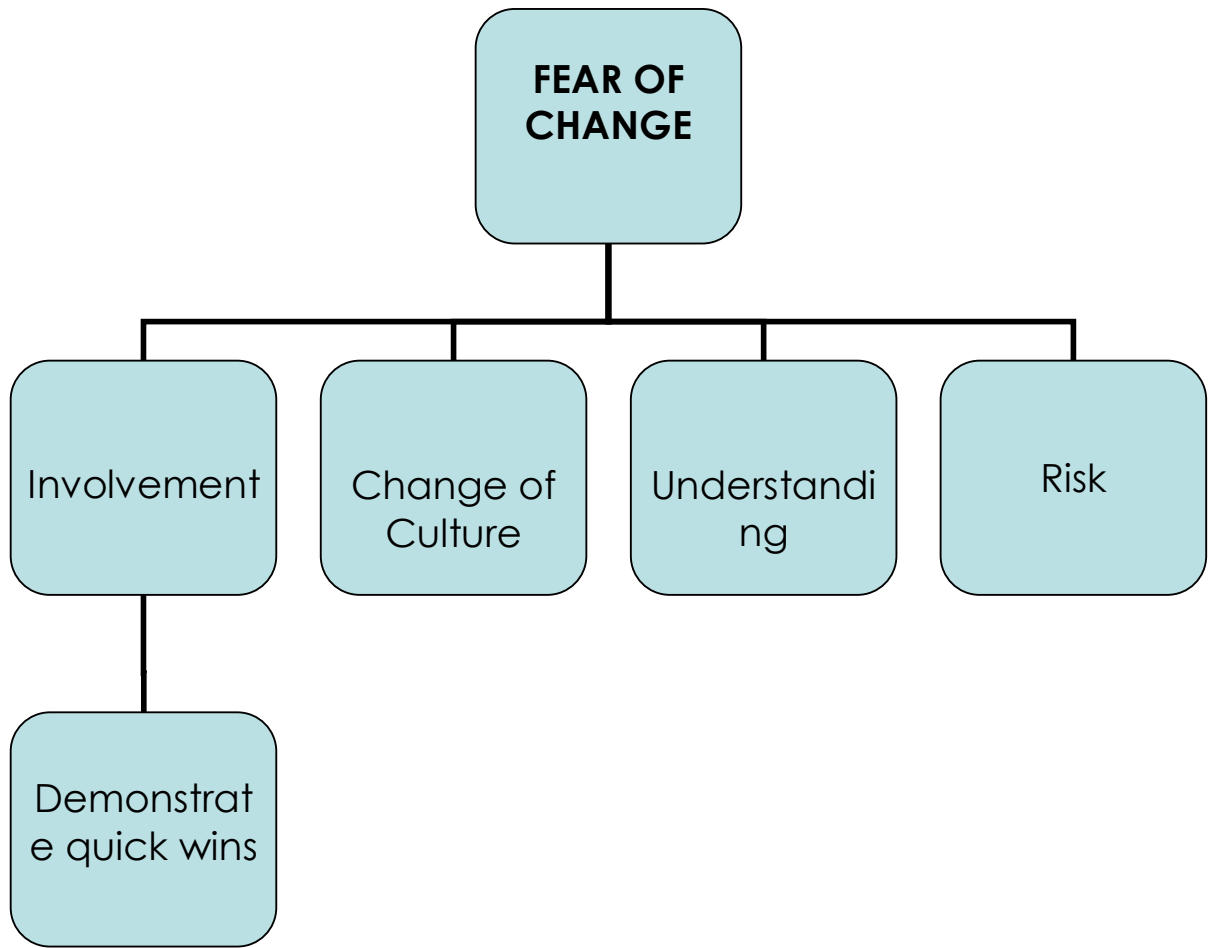 FEAR OF
CHANGE
Involvement
Change of
Culture
Understandi
ng
Risk
Demonstrat
e quick wins